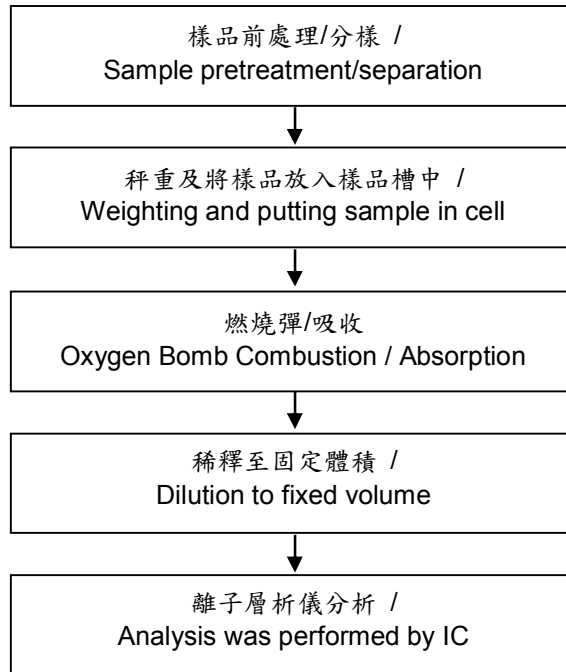 樣品前處理/分樣 /
Sample pretreatment/separation
秤重及將樣品放入樣品槽中 /
Weighting and putting sample in cell
燃燒彈/吸收
Oxygen Bomb Combustion / Absorption
稀釋至固定體積 /
Dilution to fixed volume
離子層析儀分析 /
Analysis was performed by IC